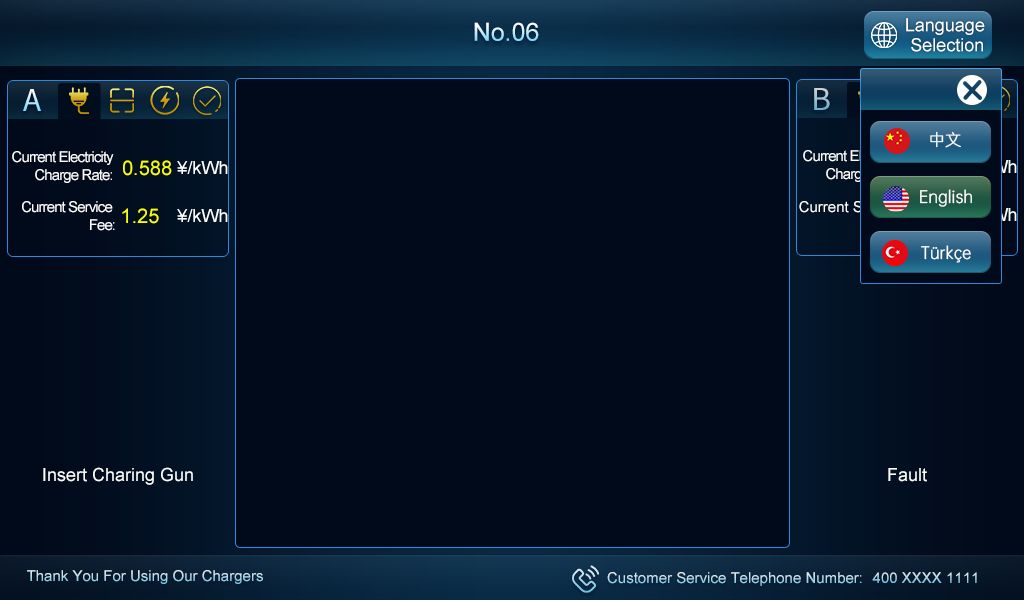 No.06
Language
Selection
A
Current Electricity
Charge Rate: 0.588 ¥/kWh
Current Service
Fee: 1.25 ¥/kWh
B
Current
Current
中文
English
Türkçe
Insert Charing Gun
Fault
Thank You For Using Our Chargers
Customer Service Telephone Number: 400 XXXX 1111